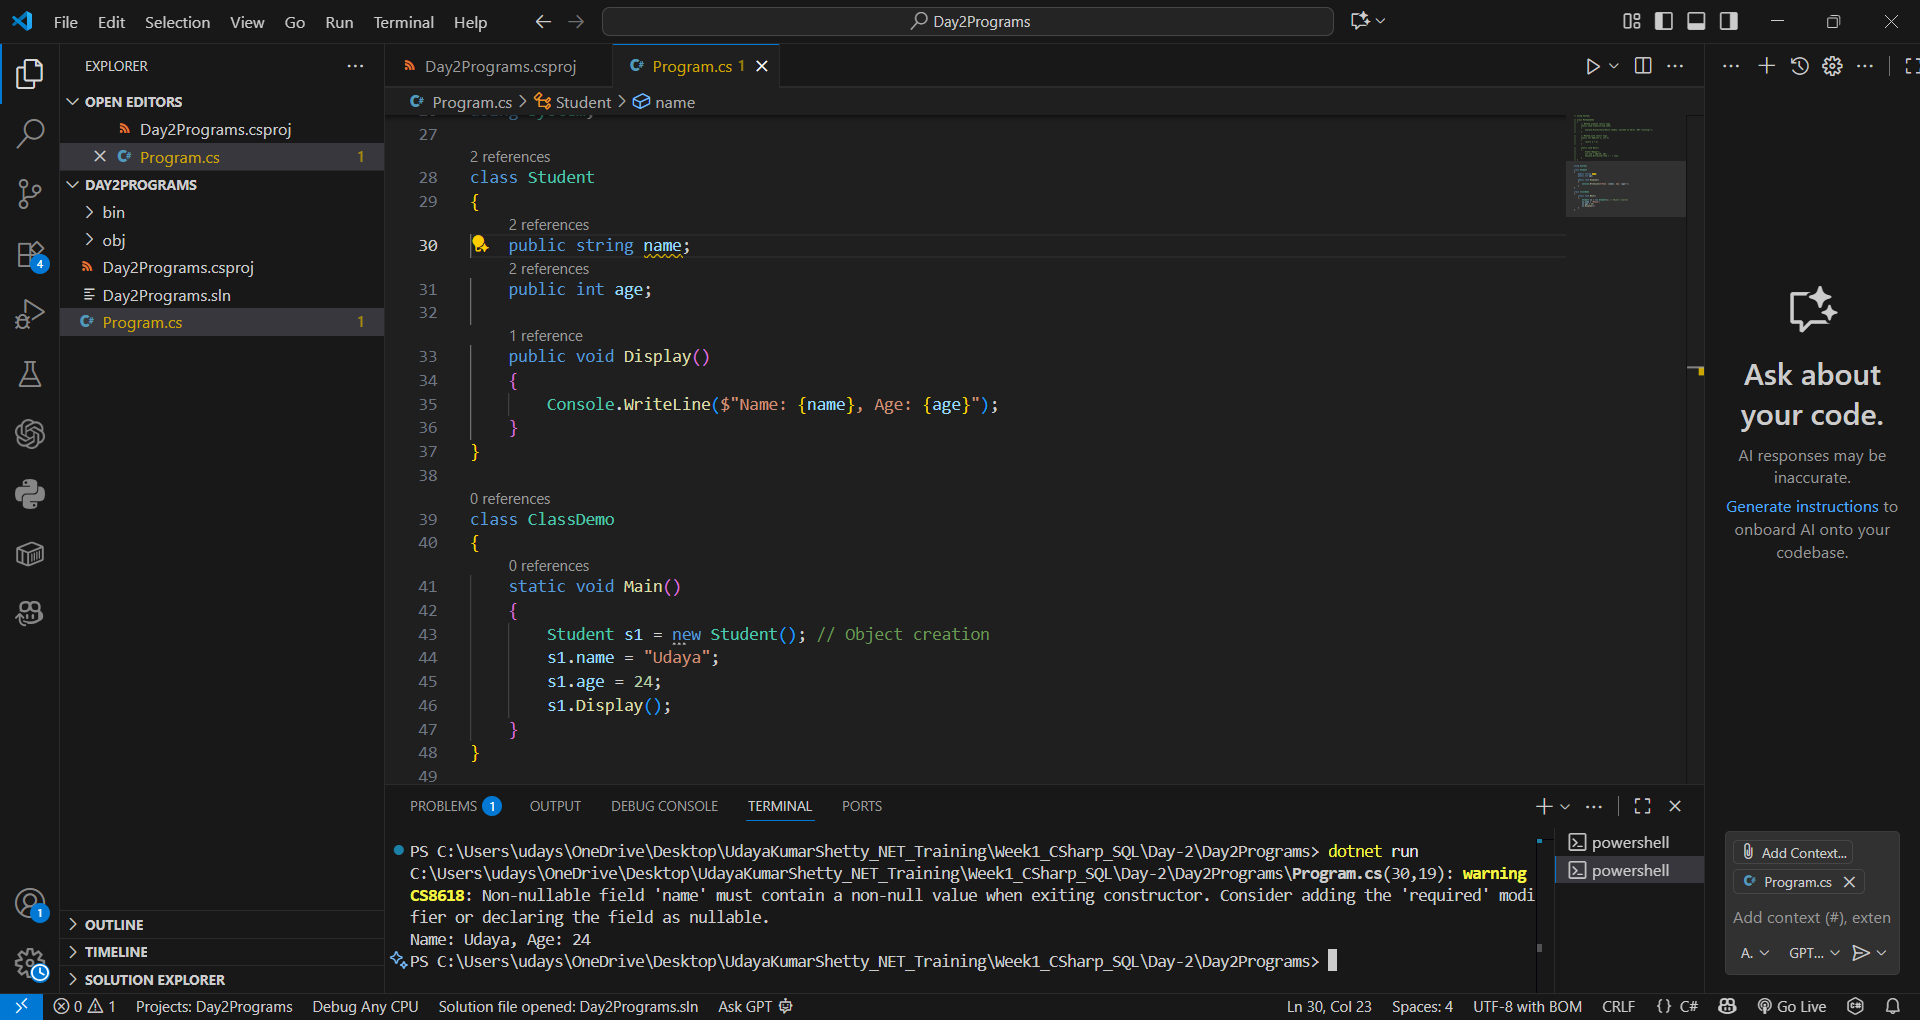 File Edit Selection View Go Run Terminal Help
Day2Programs
EXPLORER
OPEN EDITORS
Day2Programs.csproj
Program.cs 1
DAY2PROGRAMS
bin
obj
Day2Programs.csproj
Day2Programs.sln
Program.cs 1
OUTLINE
TIMELINE
SOLUTION EXPLORER
4
1
Day2Programs.csproj
Program.cs 1
Program.cs > Student > name
27
2 references
28 class Student
29 {
2 references
30 public string name;
2 references
31 public int age;
32
1 reference
33 public void Display()
34 {
35 Console.WriteLine($"Name: {name}, Age: {age}");
36 }
37 }
38
0 references
39 class ClassDemo
40 {
0 references
41 static void Main()
42 {
43 Student s1 = new Student(); // Object creation
44 s1.name = "Udaya";
45 s1.age = 24;
46 s1.Display();
47 }
48 }
49
PROBLEMS 1 OUTPUT DEBUG CONSOLE TERMINAL PORTS
PS C:\Users\udays\OneDrive\Desktop\UdayaKumarShetty_NET_Training\Week1_CSharp_SQL\Day-2\Day2Programs> dotnet run
C:\Users\udays\OneDrive\Desktop\UdayaKumarShetty_NET_Training\Week1_CSharp_SQL\Day-2\Day2Programs\Program.cs(30,19): warning
CS8618: Non-nullable field 'name' must contain a non-null value when exiting constructor. Consider adding the 'required' modi
fier or declaring the field as nullable.
Name: Udaya, Age: 24
PS C:\Users\udays\OneDrive\Desktop\UdayaKumarShetty_NET_Training\Week1_CSharp_SQL\Day-2\Day2Programs>
powershell
powershell
Ask about
your code.
AI responses may be
inaccurate.
Generate instructions to
onboard AI onto your
codebase.
Add Context...
Program.cs
Add context (#), exten
A. GPT...
0 1 Projects: Day2Programs Debug Any CPU Solution file opened: Day2Programs.sln Ask GPT Ln 30, Col 23 Spaces: 4 UTF-8 with BOM CRLF {} C# Go Live